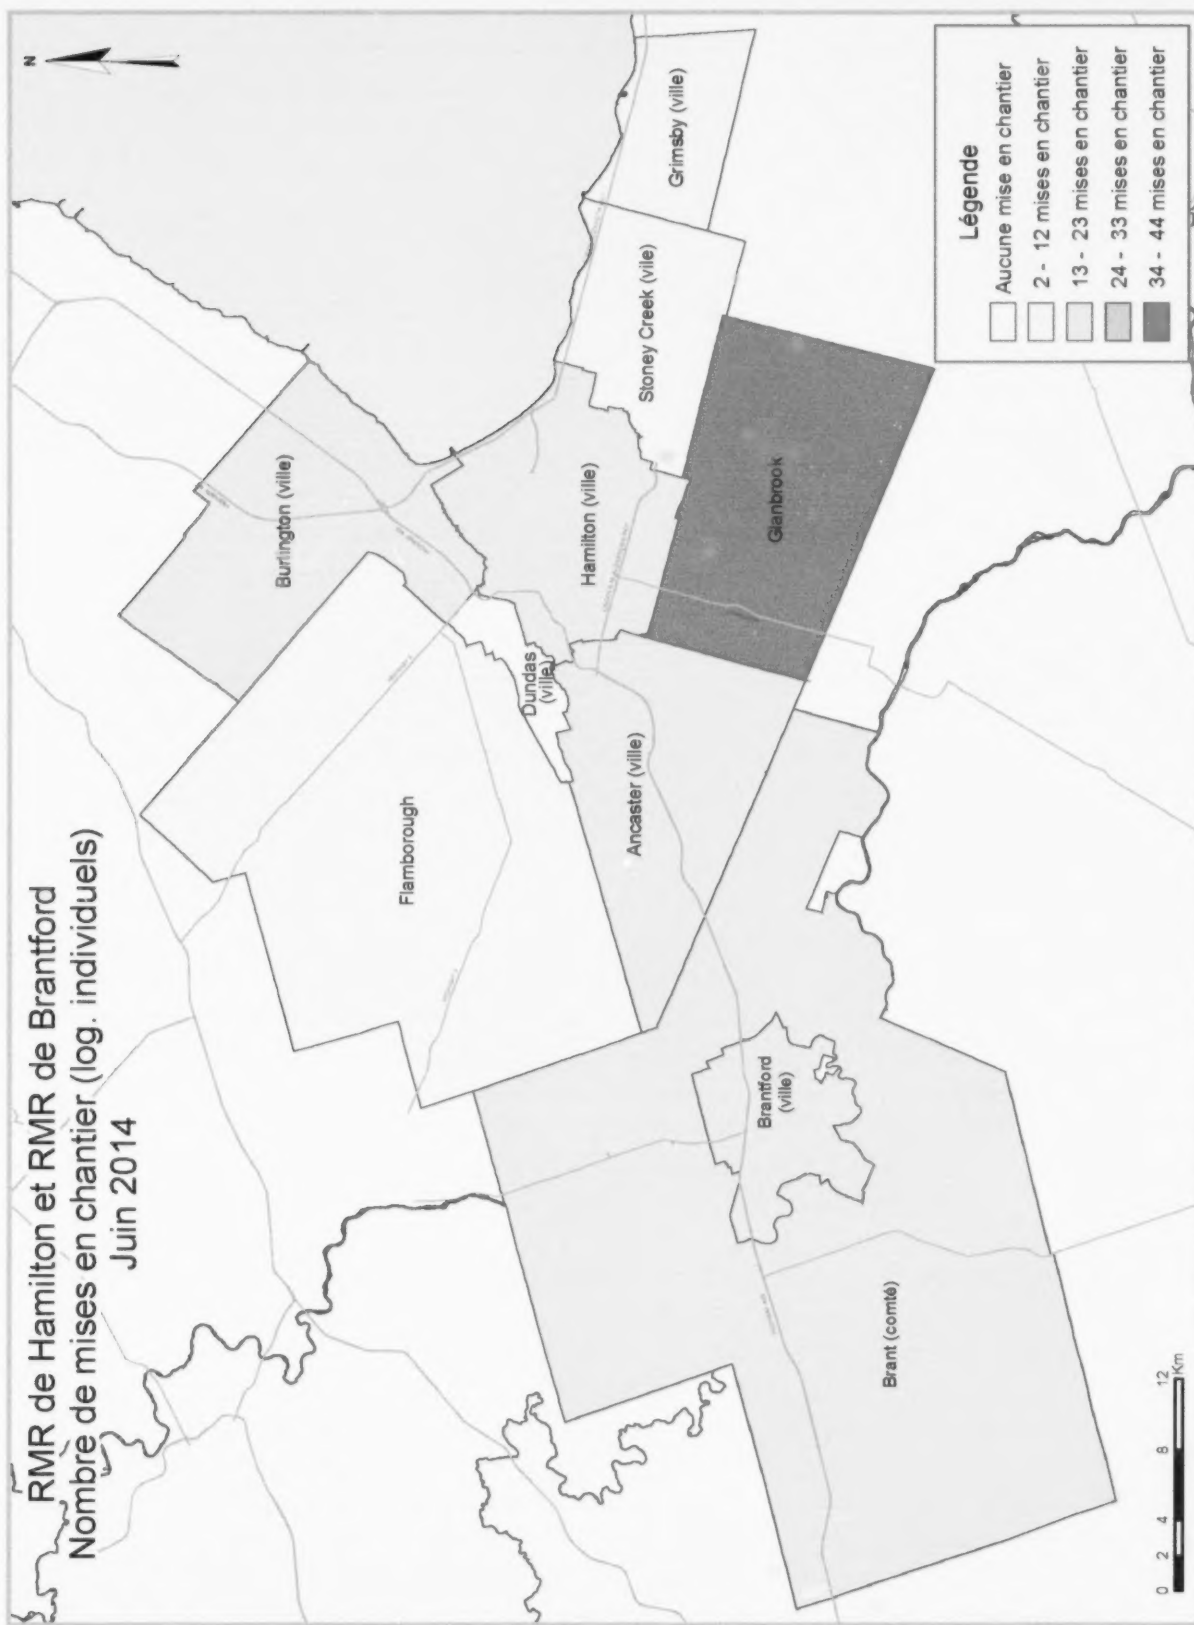 RMR de Hamilton et RMR de Brantford
Nombre de mises en chantier (log. individuels)
Juin 2014
N
Burlington (ville)
Flamborough
Dundas
(ville)
Hamilton (ville)
Stoney Creek (vile)
Grimsby (ville)
Ancaster (ville)
Glanbrook
Brantford
(ville)
Brant (comté)
Légende
Aucune mise en chantier
2 - 12 mises en chantier
13 - 23 mises en chantier
24 - 33 mises en chantier
34 - 44 mises en chantier
0 2 4 8 12
Km